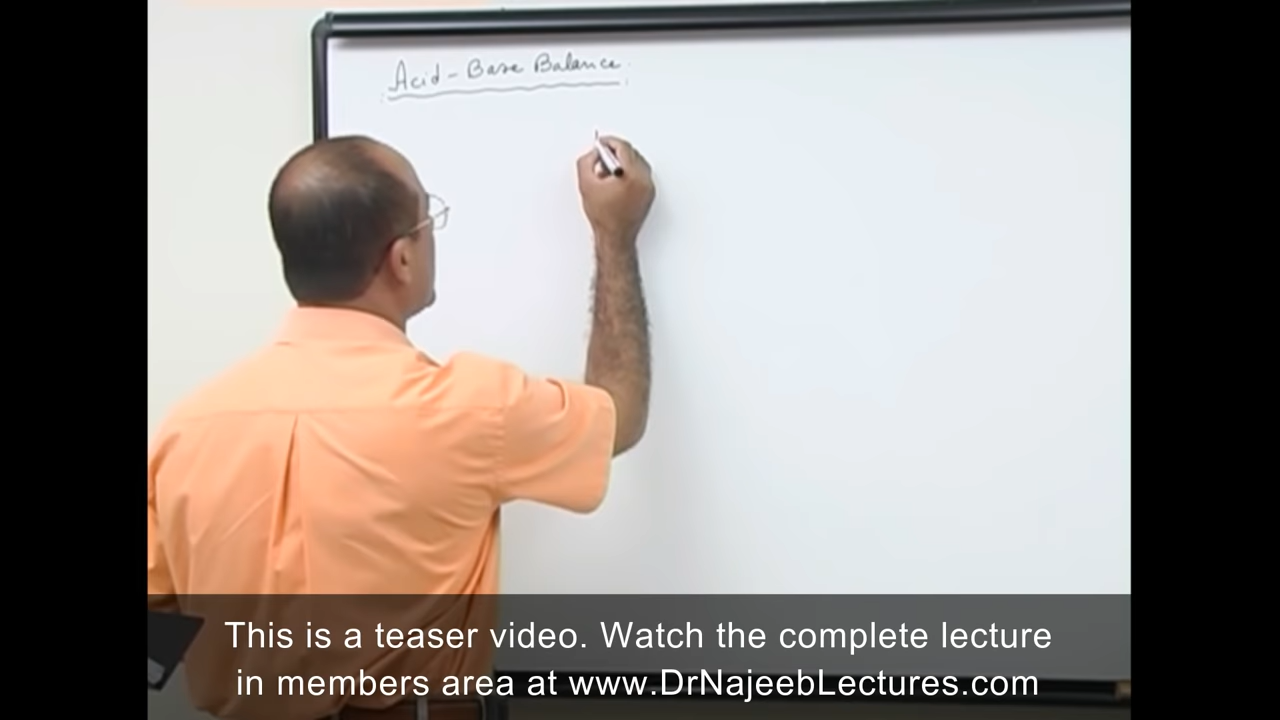 Acid - Base Balance
This is a teaser video. Watch the complete lecture
in members area at www.DrNajeebLectures.com